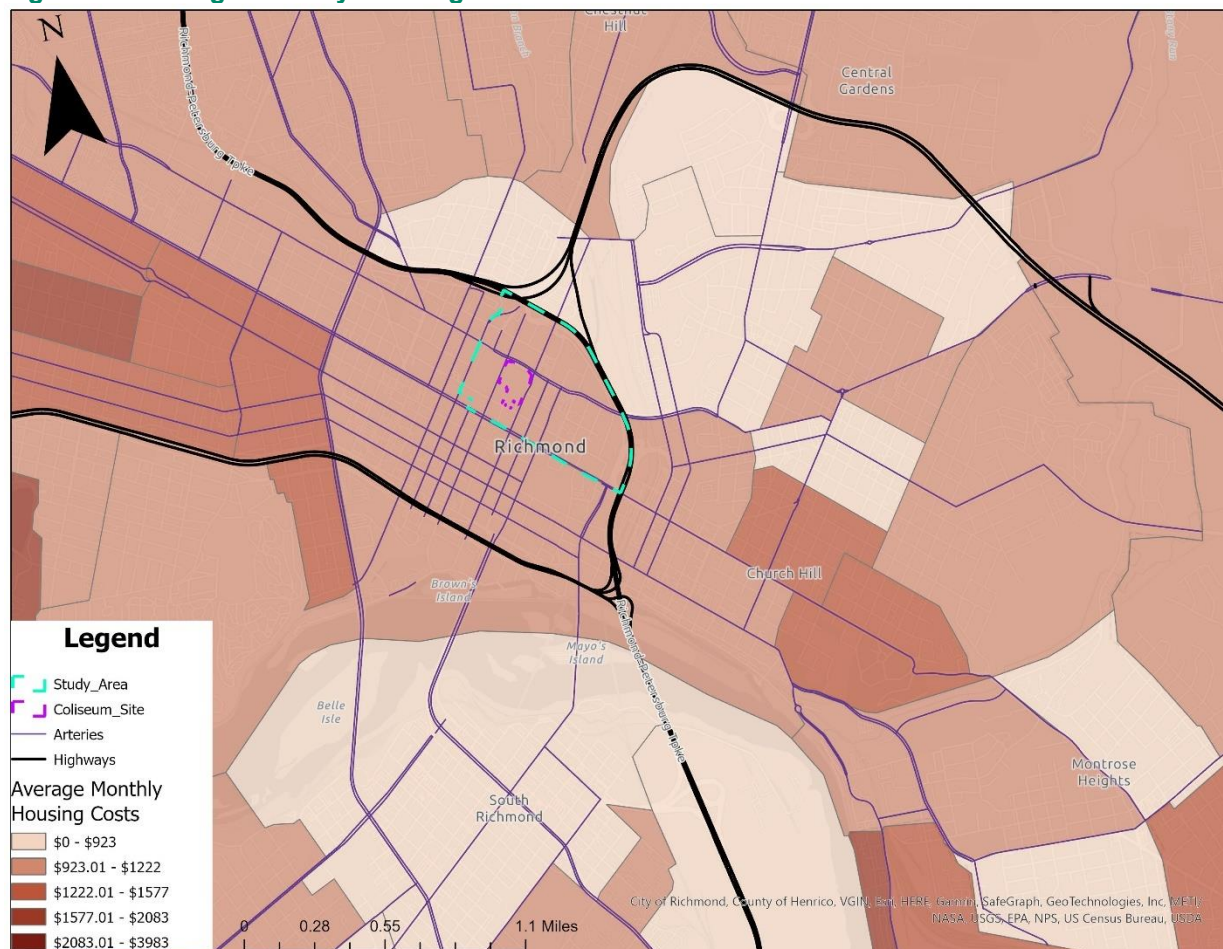 N
Chestnut
Hill
Central
Gardens
Richmond-Petersburg Tpke
Richmond
Church Hill
Brown's
Island
Mayo's
Island
Richmond-Petersburg Tpke
Belle
Isle
South
Richmond
Montrose
Heights
Legend
Study_Area
Coliseum_Site
Arteries
Highways
Average Monthly
Housing Costs
$0 - $923
$923.01 - $1222
$1222.01 - $1577
$1577.01 - $2083
$2083.01 - $3983
0 0.28 0.55 1.1 Miles
City of Richmond, County of Henrico, VGIN, Esri, HERE, Garmin, SafeGraph, GeoTechnologies, Inc, METI/
NASA, USGS, EPA, NPS, US Census Bureau, USDA